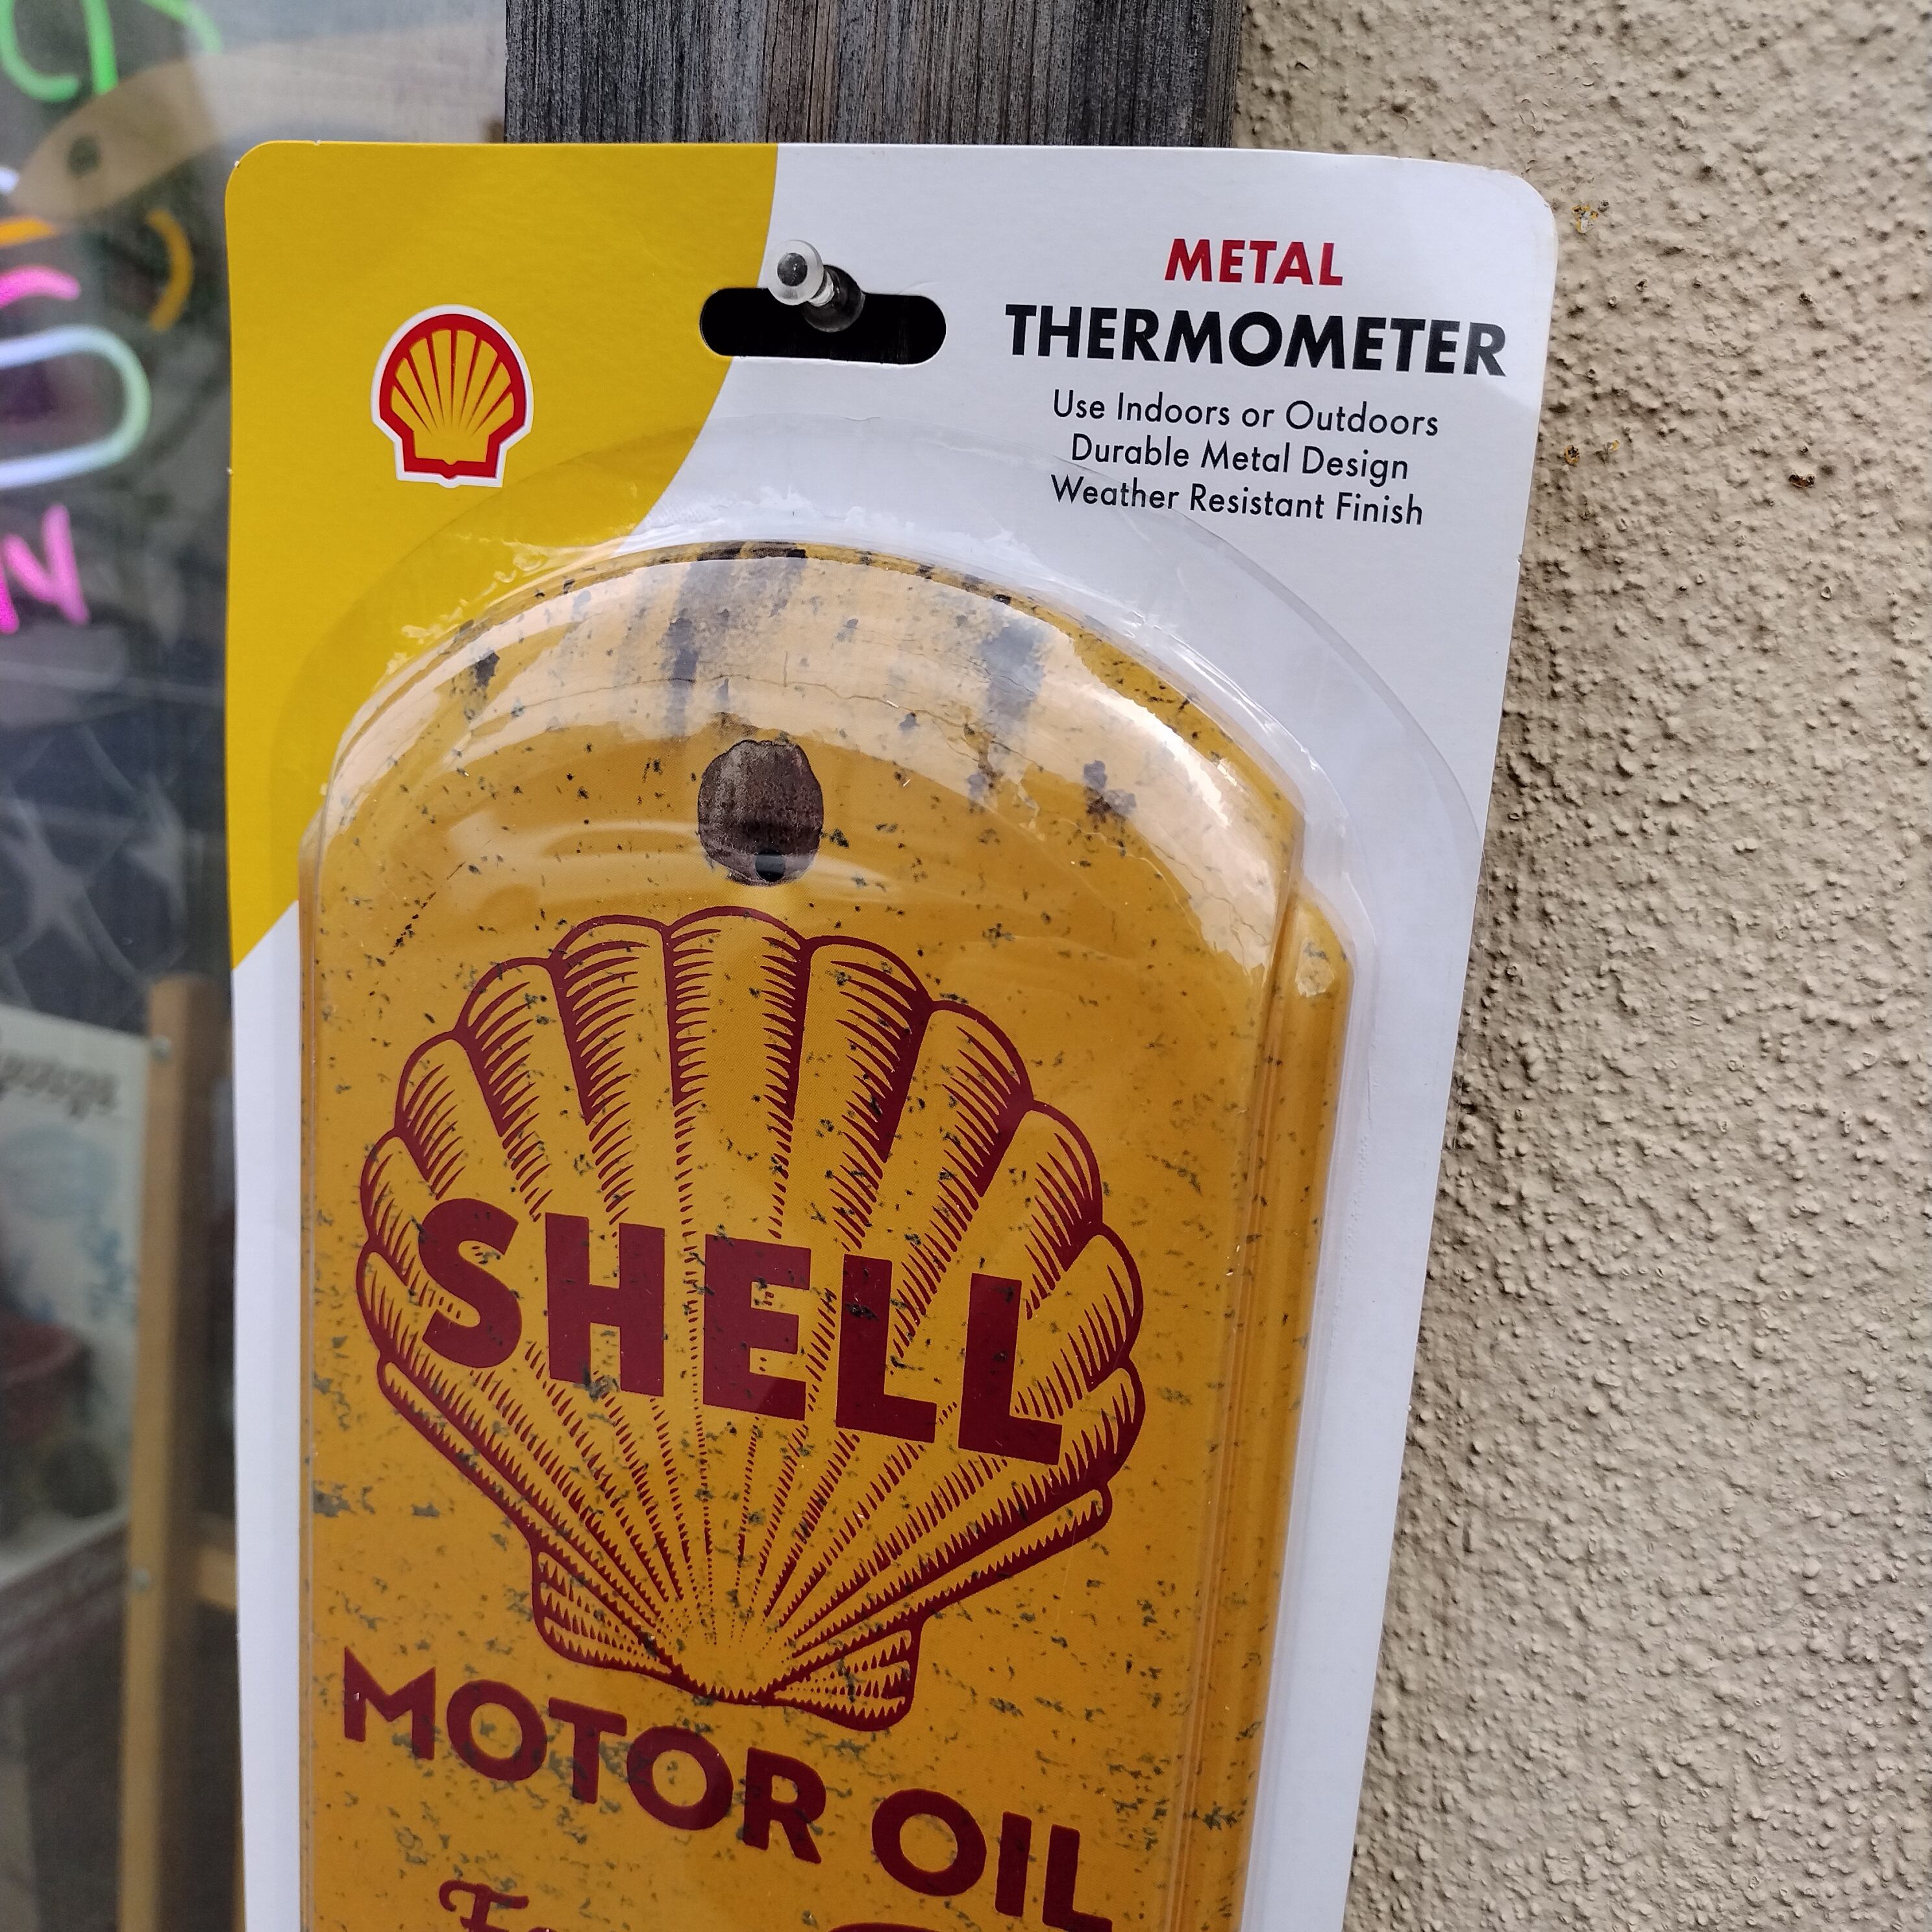 METAL
THERMOMETER
Use Indoors or Outdoors
Durable Metal Design
Weather Resistant Finish
SHELL
MOTOR OIL